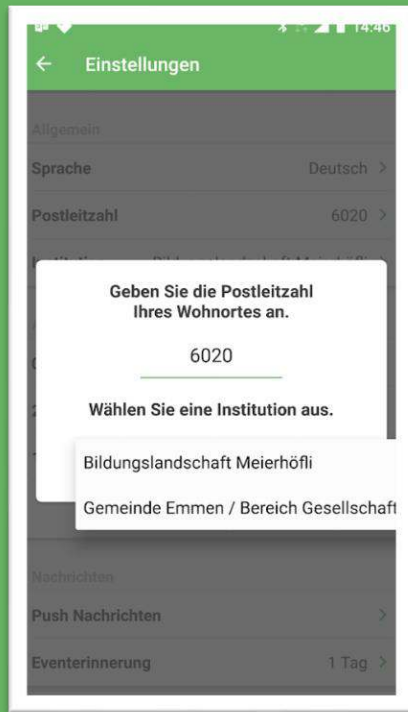 14:46
Einstellungen
Allgemein
Sprache Deutsch
Postleitzahl 6020
Geben Sie die Postleitzahl
Ihres Wohnortes an.
6020
Wählen Sie eine Institution aus.
Bildungslandschaft Meierhöfli
Gemeinde Emmen / Bereich Gesellschaft
Nachrichten
Push Nachrichten
Eventerinnerung 1 Tag